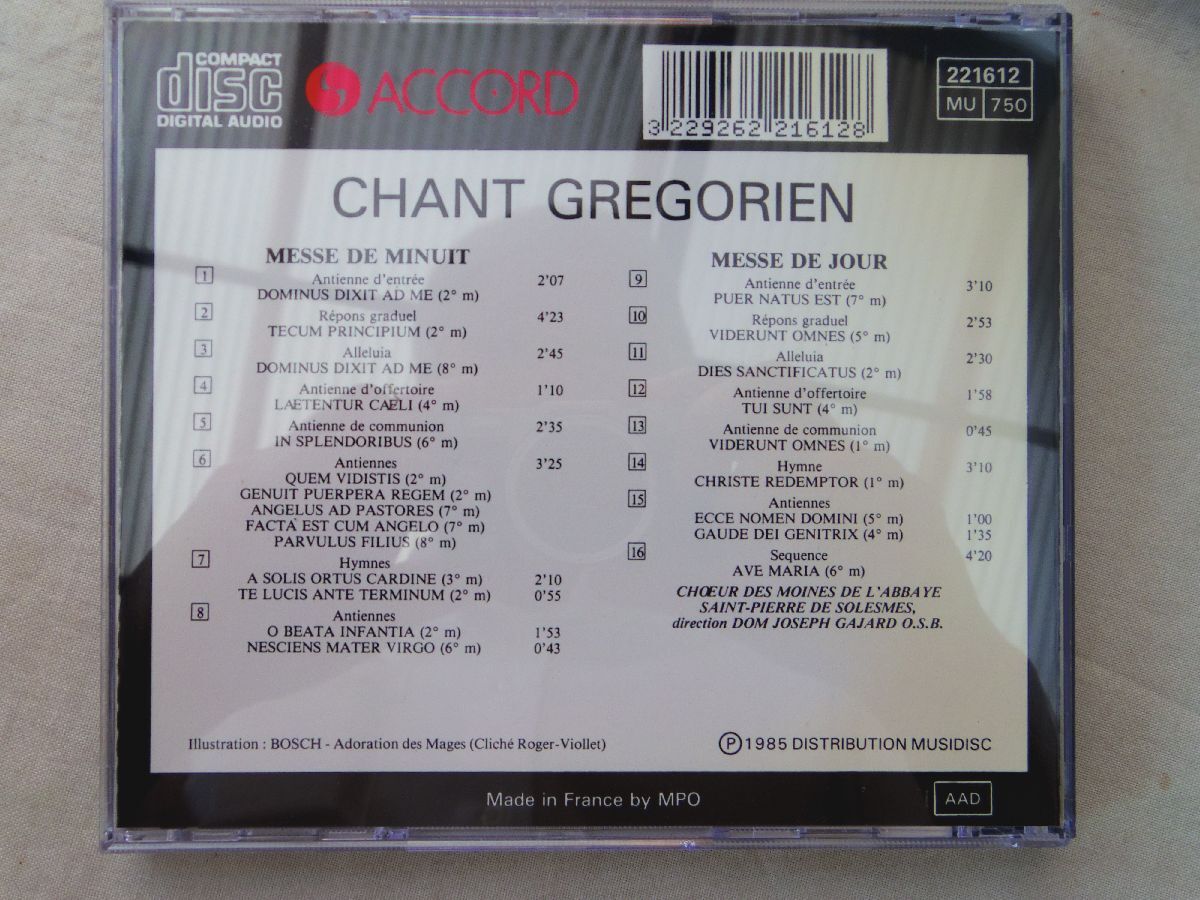 COMPACT
disc
DIGITAL AUDIO
ACCORD
3 229262 216128
221612
MU 750
CHANT GREGORIEN
MESSE DE MINUIT
1 Antienne d'entrée 2'07
DOMINUS DIXIT AD ME (2° m)
2 Répons graduel 4'23
TECUM PRINCIPIUM (2° m)
3 Alleluia 2'45
DOMINUS DIXIT AD ME (8° m)
4 Antienne d'offertoire 1'10
LAETENTUR CAELI (4° m)
5 Antienne de communion 2'35
IN SPLENDORIBUS (6° m)
6 Antiennes 3'25
QUEM VIDISTIS (2° m)
GENUIT PUERPERA REGEM (2° m)
ANGELUS AD PASTORES (7° m)
FACTA EST CUM ANGELO (7° m)
PARVULUS FILIUS (8° m)
7 Hymnes
A SOLIS ORTUS CARDINE (3° m) 2'10
TE LUCIS ANTE TERMINUM (2° m) 0'55
8 Antiennes
O BEATA INFANTIA (2° m) 1'53
NESCIENS MATER VIRGO (6° m) 0'43
MESSE DE JOUR
9 Antienne d'entrée 3'10
PUER NATUS EST (7° m)
10 Répons graduel 2'53
VIDERUNT OMNES (5° m)
11 Alleluia 2'30
DIES SANCTIFICATUS (2° m)
12 Antienne d'offertoire 1'58
TUI SUNT (4° m)
13 Antienne de communion 0'45
VIDERUNT OMNES (1° m)
14 Hymne 3'10
CHRISTE REDEMPTOR (1° m)
15 Antiennes
ECCE NOMEN DOMINI (5° m) 1'00
GAUDE DEI GENITRIX (4° m) 1'35
16 Sequence 4'20
AVE MARIA (6° m)
CHŒUR DES MOINES DE L'ABBAYE
SAINT-PIERRE DE SOLESMES,
direction DOM JOSEPH GAJARD O.S.B.
Illustration : BOSCH - Adoration des Mages (Cliché Roger-Viollet)
Ⓟ 1985 DISTRIBUTION MUSIDISC
Made in France by MPO
AAD